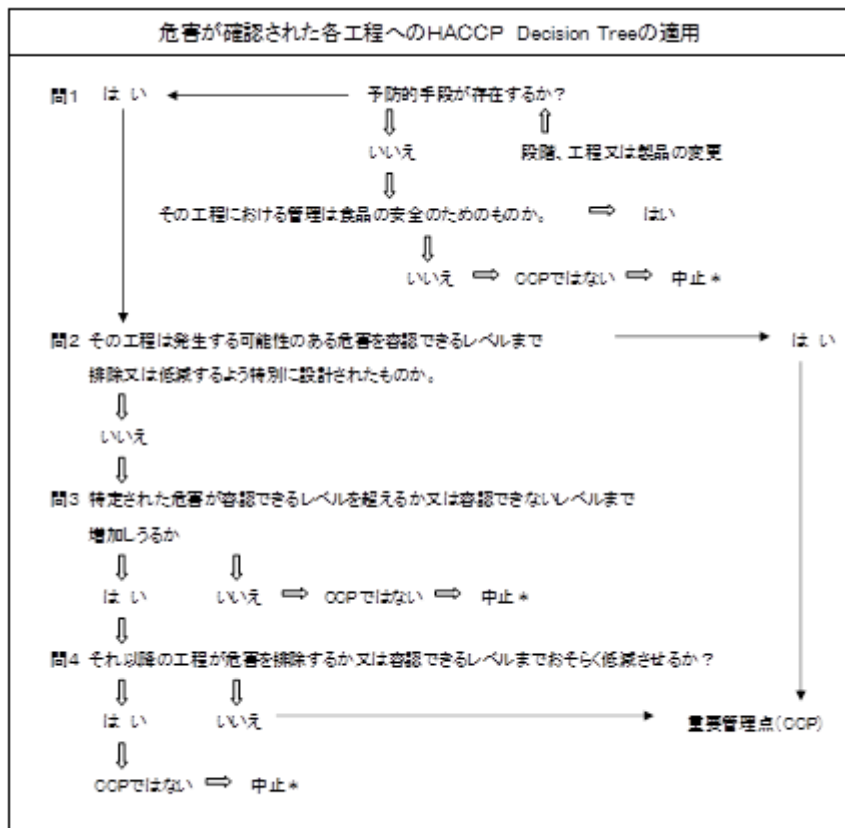 危害が確認された各工程へのHACCP Decision Treeの適用
問1 はい 予防的手段が存在するか?
いいえ 段階、工程又は製品の変更
その工程における管理は食品の安全のためのものか。 はい
いいえ CCPではない 中止*
問2 その工程は発生する可能性のある危害を容認できるレベルまで はい
排除又は低減するよう特別に設計されたものか。
いいえ
問3 特定された危害が容認できるレベルを超えるか又は容認できないレベルまで
増加しうるか
はい いいえ CCPではない 中止*
問4 それ以降の工程が危害を排除するか又は容認できるレベルまでおそらく低減させるか?
はい いいえ 重要管理点(CCP)
CCPではない 中止*